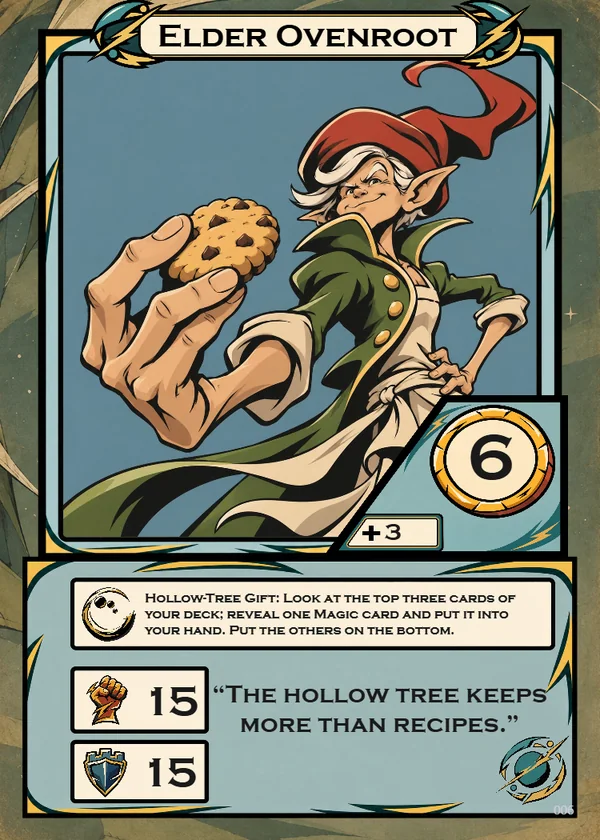 Elder Ovenroot
6
+3
Hollow-Tree Gift: Look at the top three cards of
your deck; reveal one Magic card and put it into
your hand. Put the others on the bottom.
15
“The hollow tree keeps
more than recipes.”
15
006